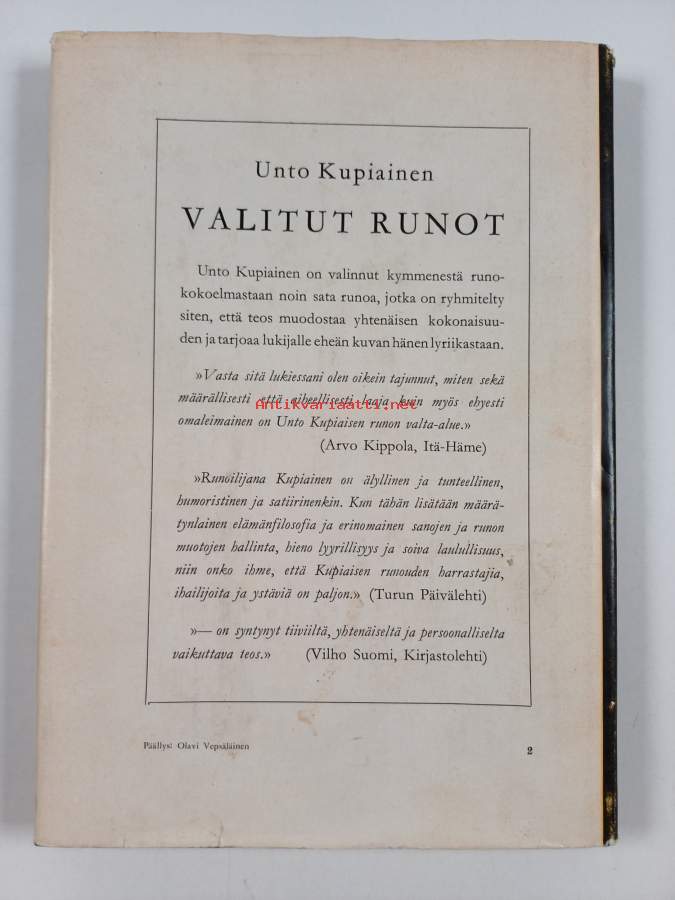 Unto Kupiainen
VALITUT RUNOT
Unto Kupiainen on valinnut kymmenestä runo-
kokoelmastaan noin sata runoa, jotka on ryhmitelty
siten, että teos muodostaa yhtenäisen kokonaisuu-
den ja tarjoaa lukijalle eheän kuvan hänen lyriikastaan.
»Vasta sitä lukiessani olen oikein tajunnut, miten sekä
määrällisesti että aiheellisesti laaja kuin myös ehyesti
Antikvariaatti.net
omaleimainen on Unto Kupiaisen runon valta-alue.»
(Arvo Kippola, Itä-Häme)
»Runoilijana Kupiainen on älyllinen ja tunteellinen,
humoristinen ja satiirinenkin. Kun tähän lisätään määrä-
tynlainen elämänfilosofia ja erinomainen sanojen ja runon
muotojen hallinta, hieno lyyrillisyys ja soiva laulullisuus,
niin onko ihme, että Kupiaisen runouden harrastajia,
ihailijoita ja ystäviä on paljon.» (Turun Päivälehti)
»— on syntynyt tiiviiltä, yhtenäiseltä ja persoonalliselta
vaikuttava teos.» (Vilho Suomi, Kirjastolehti)
Päällys: Olavi Vepsäläinen
2